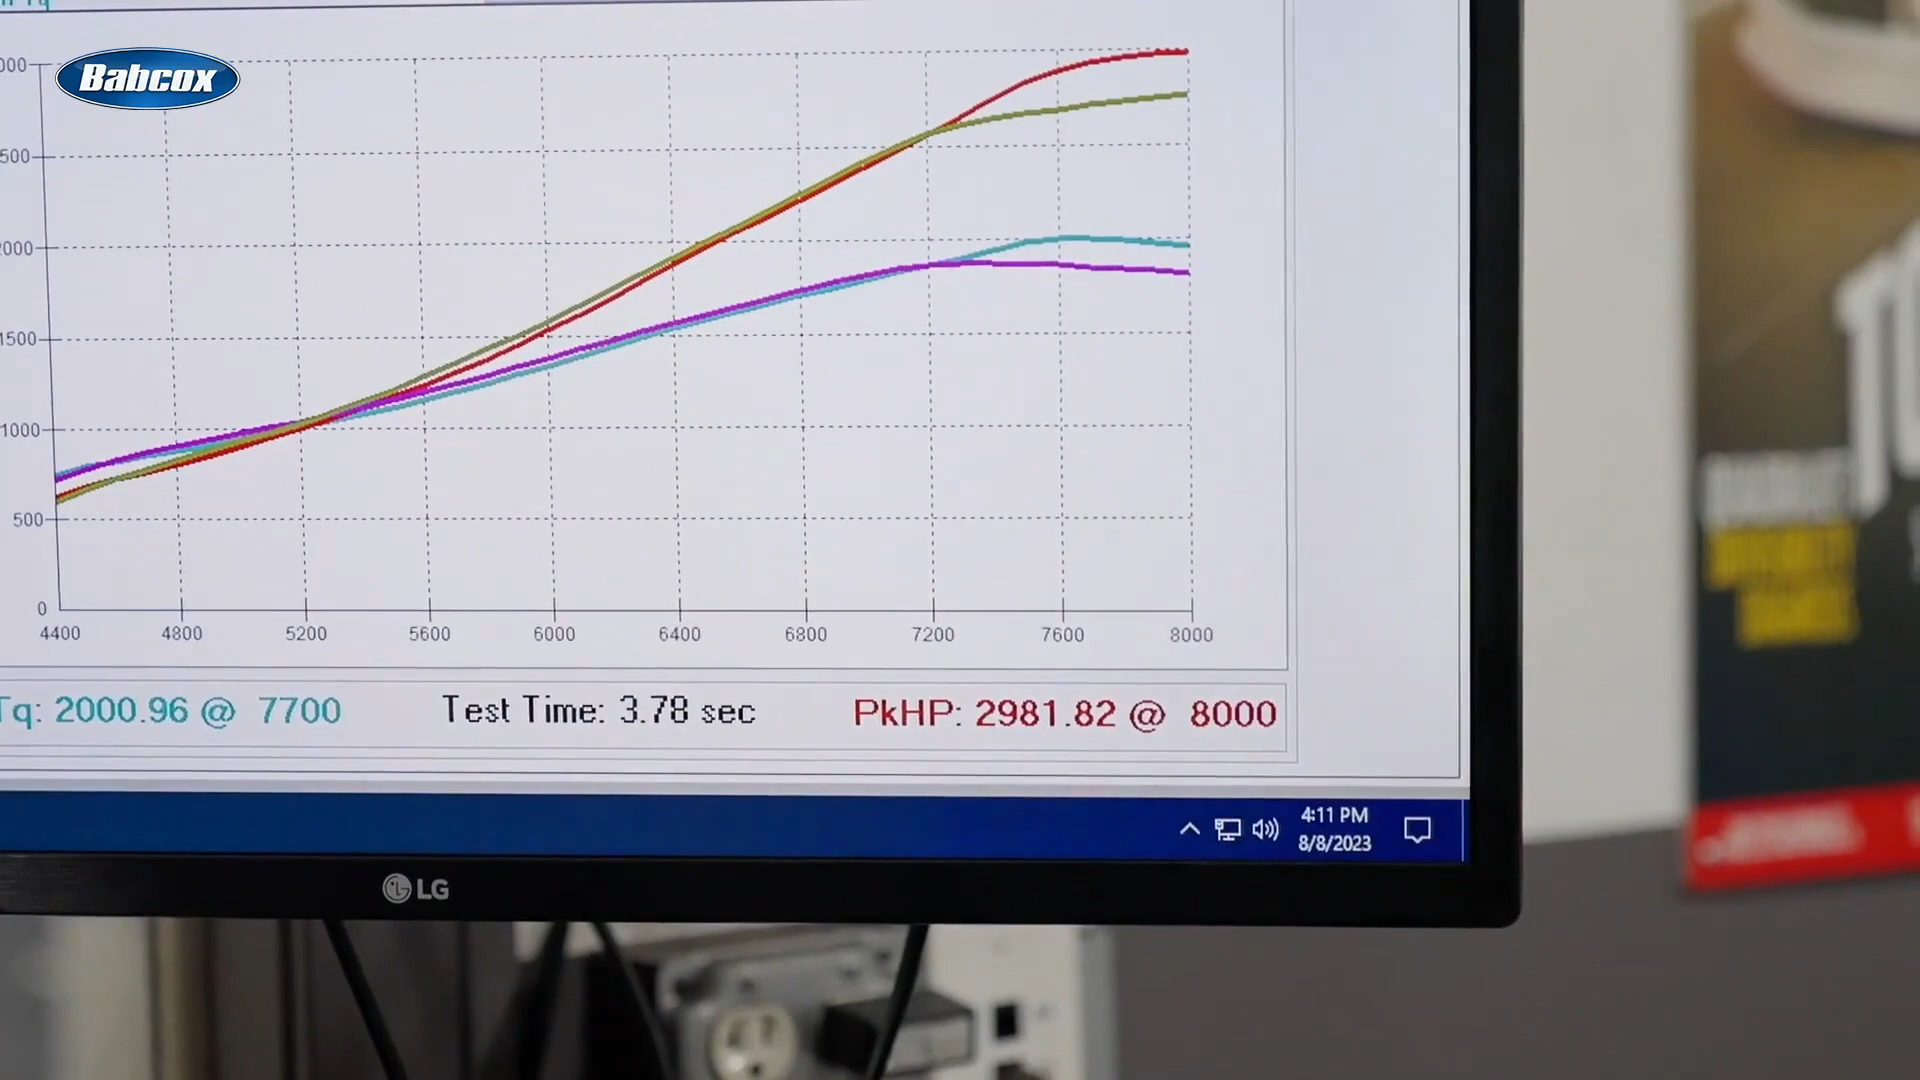 Babcox
000
500
2000
1500
1000
500
0
4400 4800 5200 5600 6000 6400 6800 7200 7600 8000
Tq: 2000.96 @ 7700 Test Time: 3.78 sec PkHP: 2981.82 @ 8000
4:11 PM
8/8/2023
LG